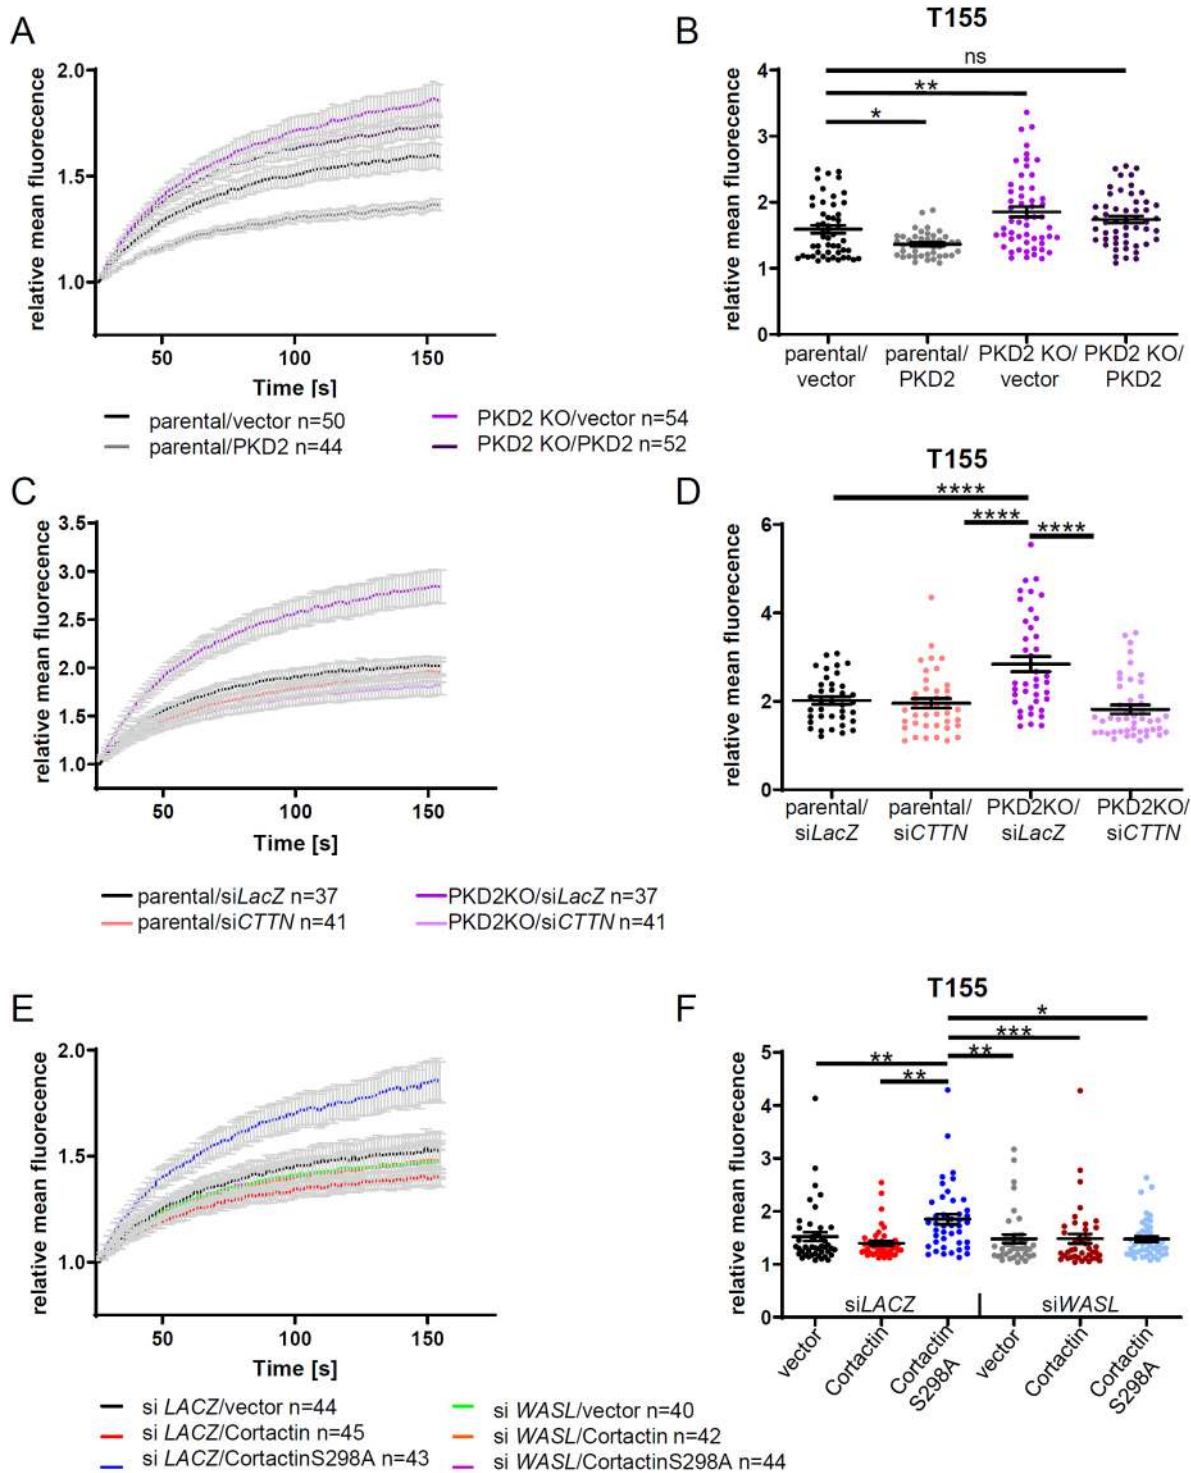 A
relative mean fluorecence
2.0
1.5
1.0
50
100
150
Time [s]
parental/vector n=50
parental/PKD2 n=44
PKD2 KO/vector n=54
PKD2 KO/PKD2 n=52
B
T155
relative mean fluorescence
4
3
2
1
0
ns
**
*
parental/
vector
parental/
PKD2
PKD2 KO/
vector
PKD2 KO/
PKD2
C
relative mean fluorecence
3.5
3.0
2.5
2.0
1.5
1.0
50
100
150
Time [s]
parental/siLacZ n=37
parental/siCTTN n=41
PKD2KO/siLacZ n=37
PKD2KO/siCTTN n=41
D
T155
relative mean fluorescence
6
4
2
0
****
****
****
parental/
siLacZ
parental/
siCTTN
PKD2KO/
siLacZ
PKD2KO/
siCTTN
E
relative mean fluorecence
2.0
1.5
1.0
50
100
150
Time [s]
si LACZ/vector n=44
si LACZ/Cortactin n=45
si LACZ/CortactinS298A n=43
si WASL/vector n=40
si WASL/Cortactin n=42
si WASL/CortactinS298A n=44
F
T155
relative mean fluorescence
5
4
3
2
1
0
*
***
**
**
**
siLACZ
siWASL
vector
Cortactin
Cortactin
S298A
vector
Cortactin
Cortactin
S298A